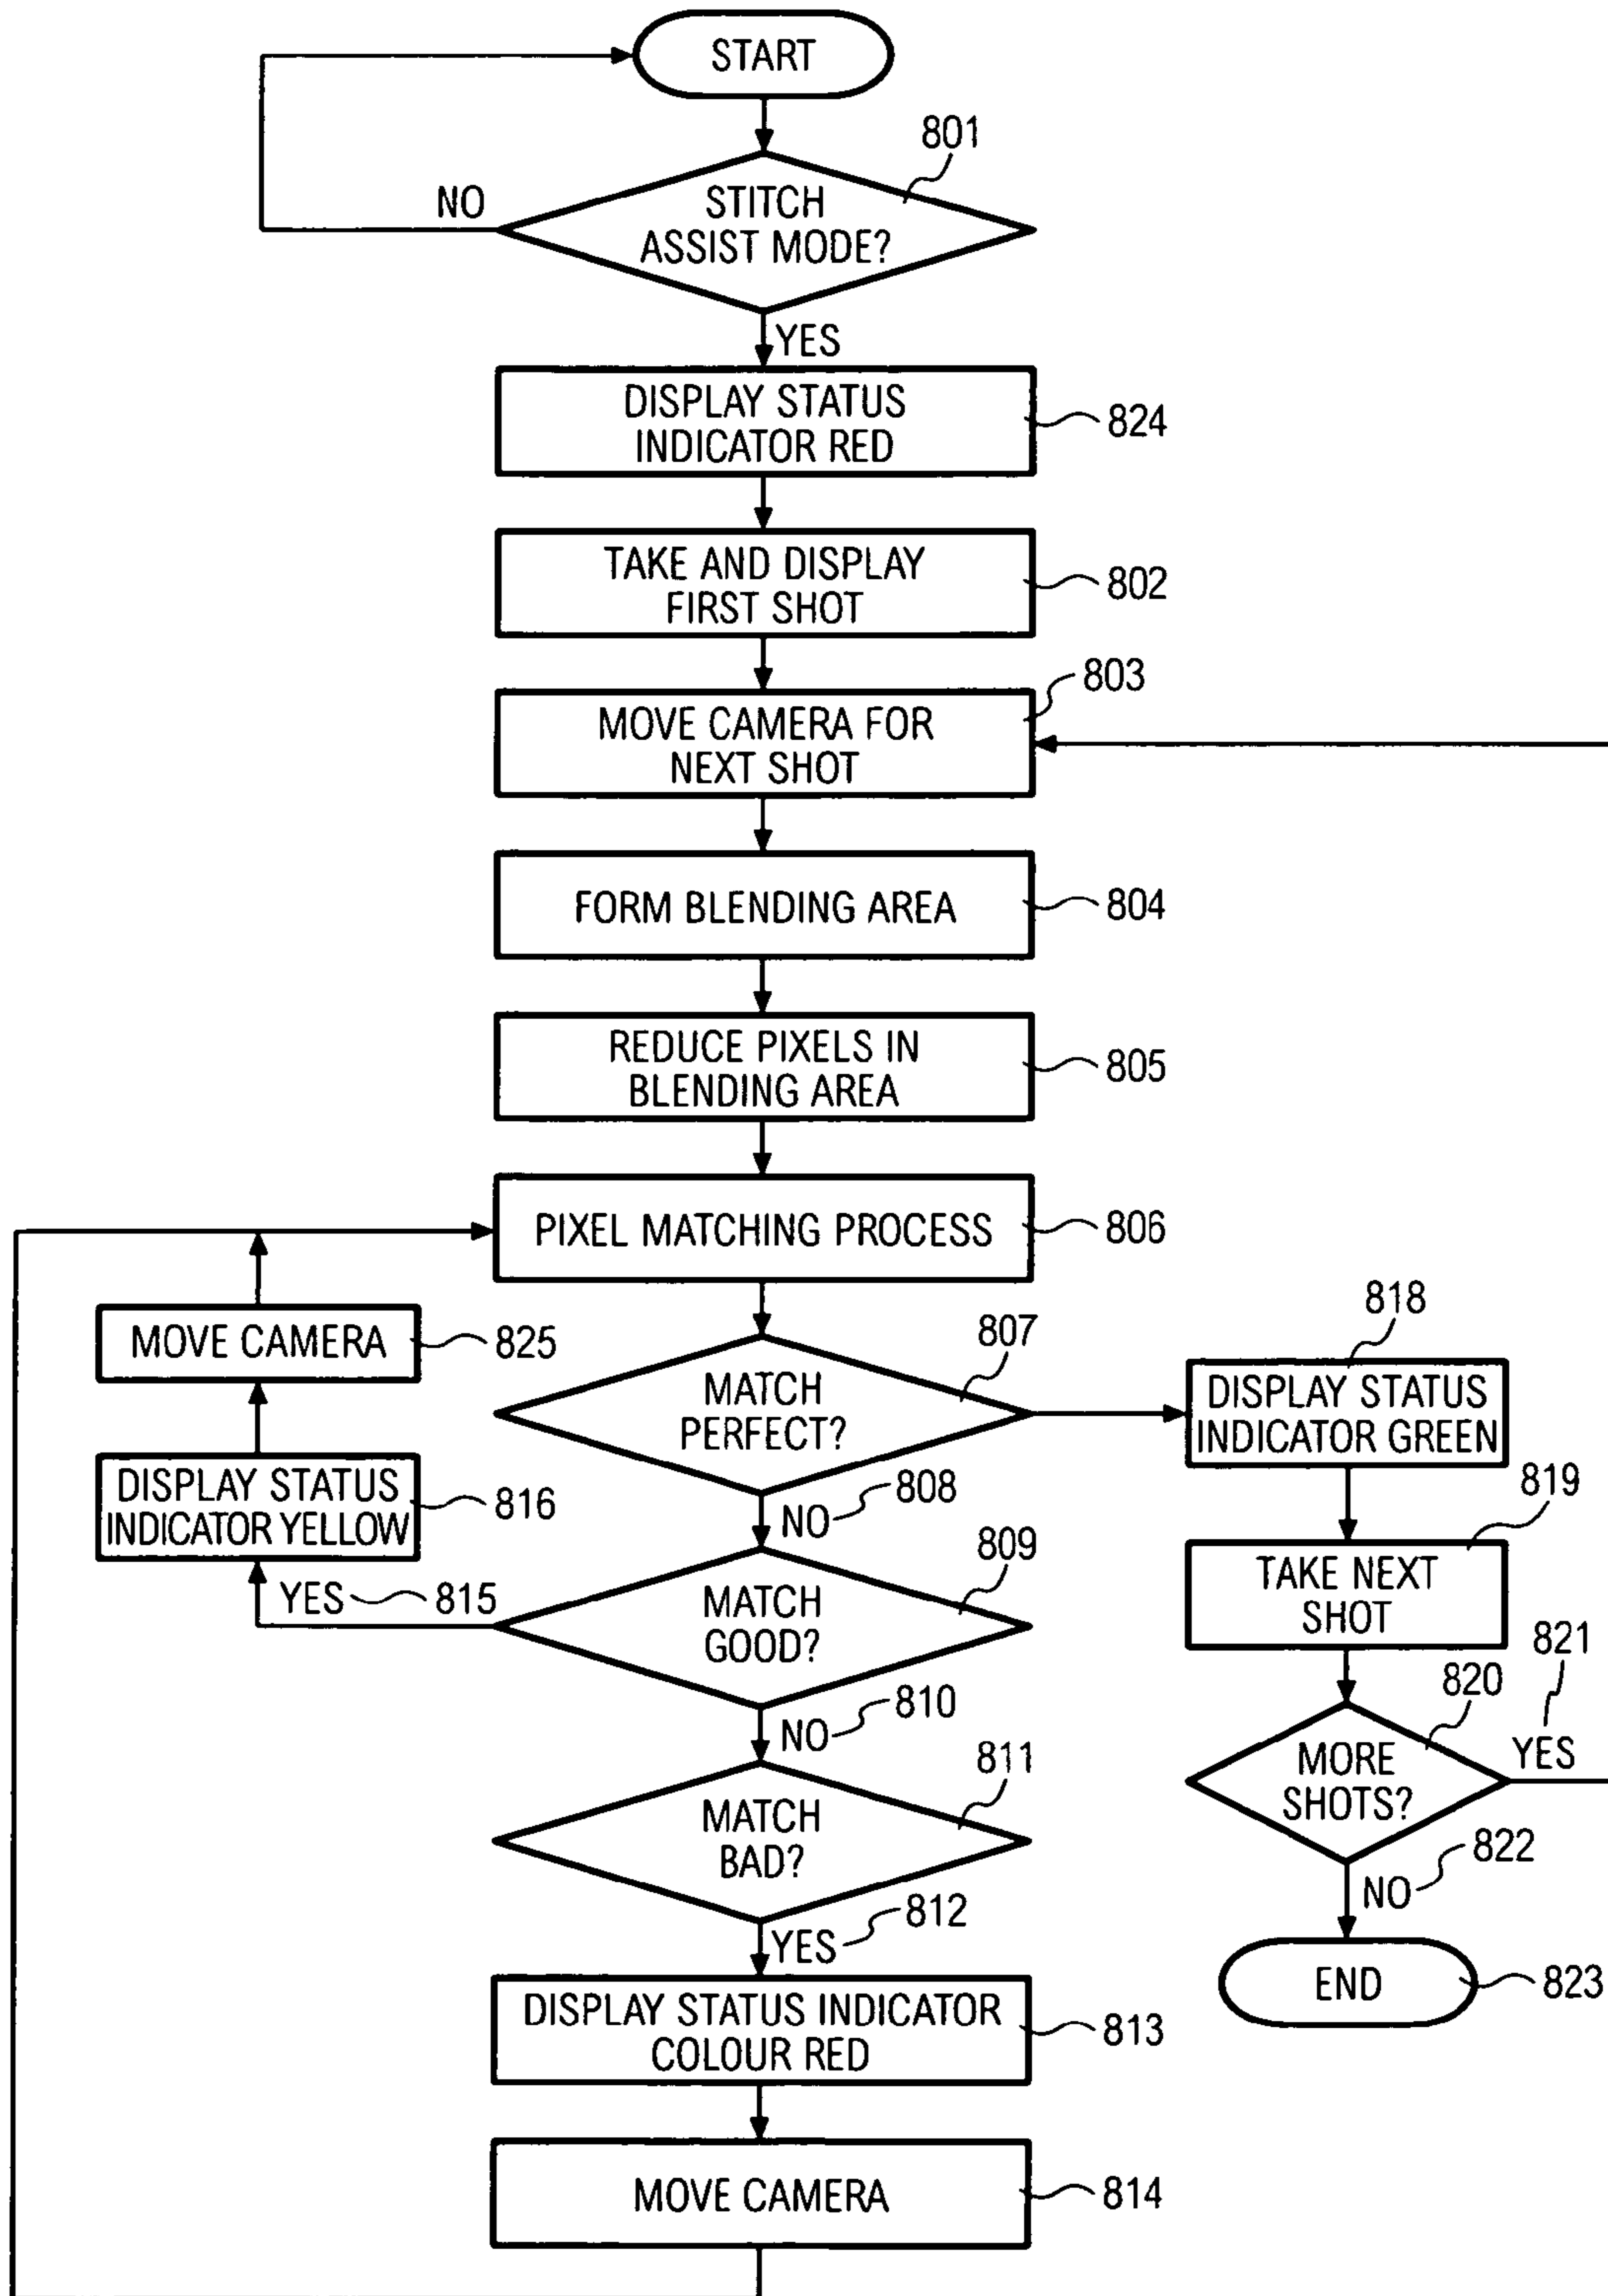 START
801
NO
STITCH
ASSIST MODE?
YES
DISPLAY STATUS
INDICATOR RED
824
TAKE AND DISPLAY
FIRST SHOT
802
803
MOVE CAMERA FOR
NEXT SHOT
FORM BLENDING AREA
804
REDUCE PIXELS IN
BLENDING AREA
805
PIXEL MATCHING PROCESS
806
MOVE CAMERA
825
807
MATCH
PERFECT?
818
DISPLAY STATUS
INDICATOR GREEN
DISPLAY STATUS
INDICATOR YELLOW
816
NO
808
819
TAKE NEXT
SHOT
YES
815
809
MATCH
GOOD?
NO
810
821
820
YES
MORE
SHOTS?
811
MATCH
BAD?
NO
822
YES
812
END
823
DISPLAY STATUS INDICATOR
COLOUR RED
813
MOVE CAMERA
814